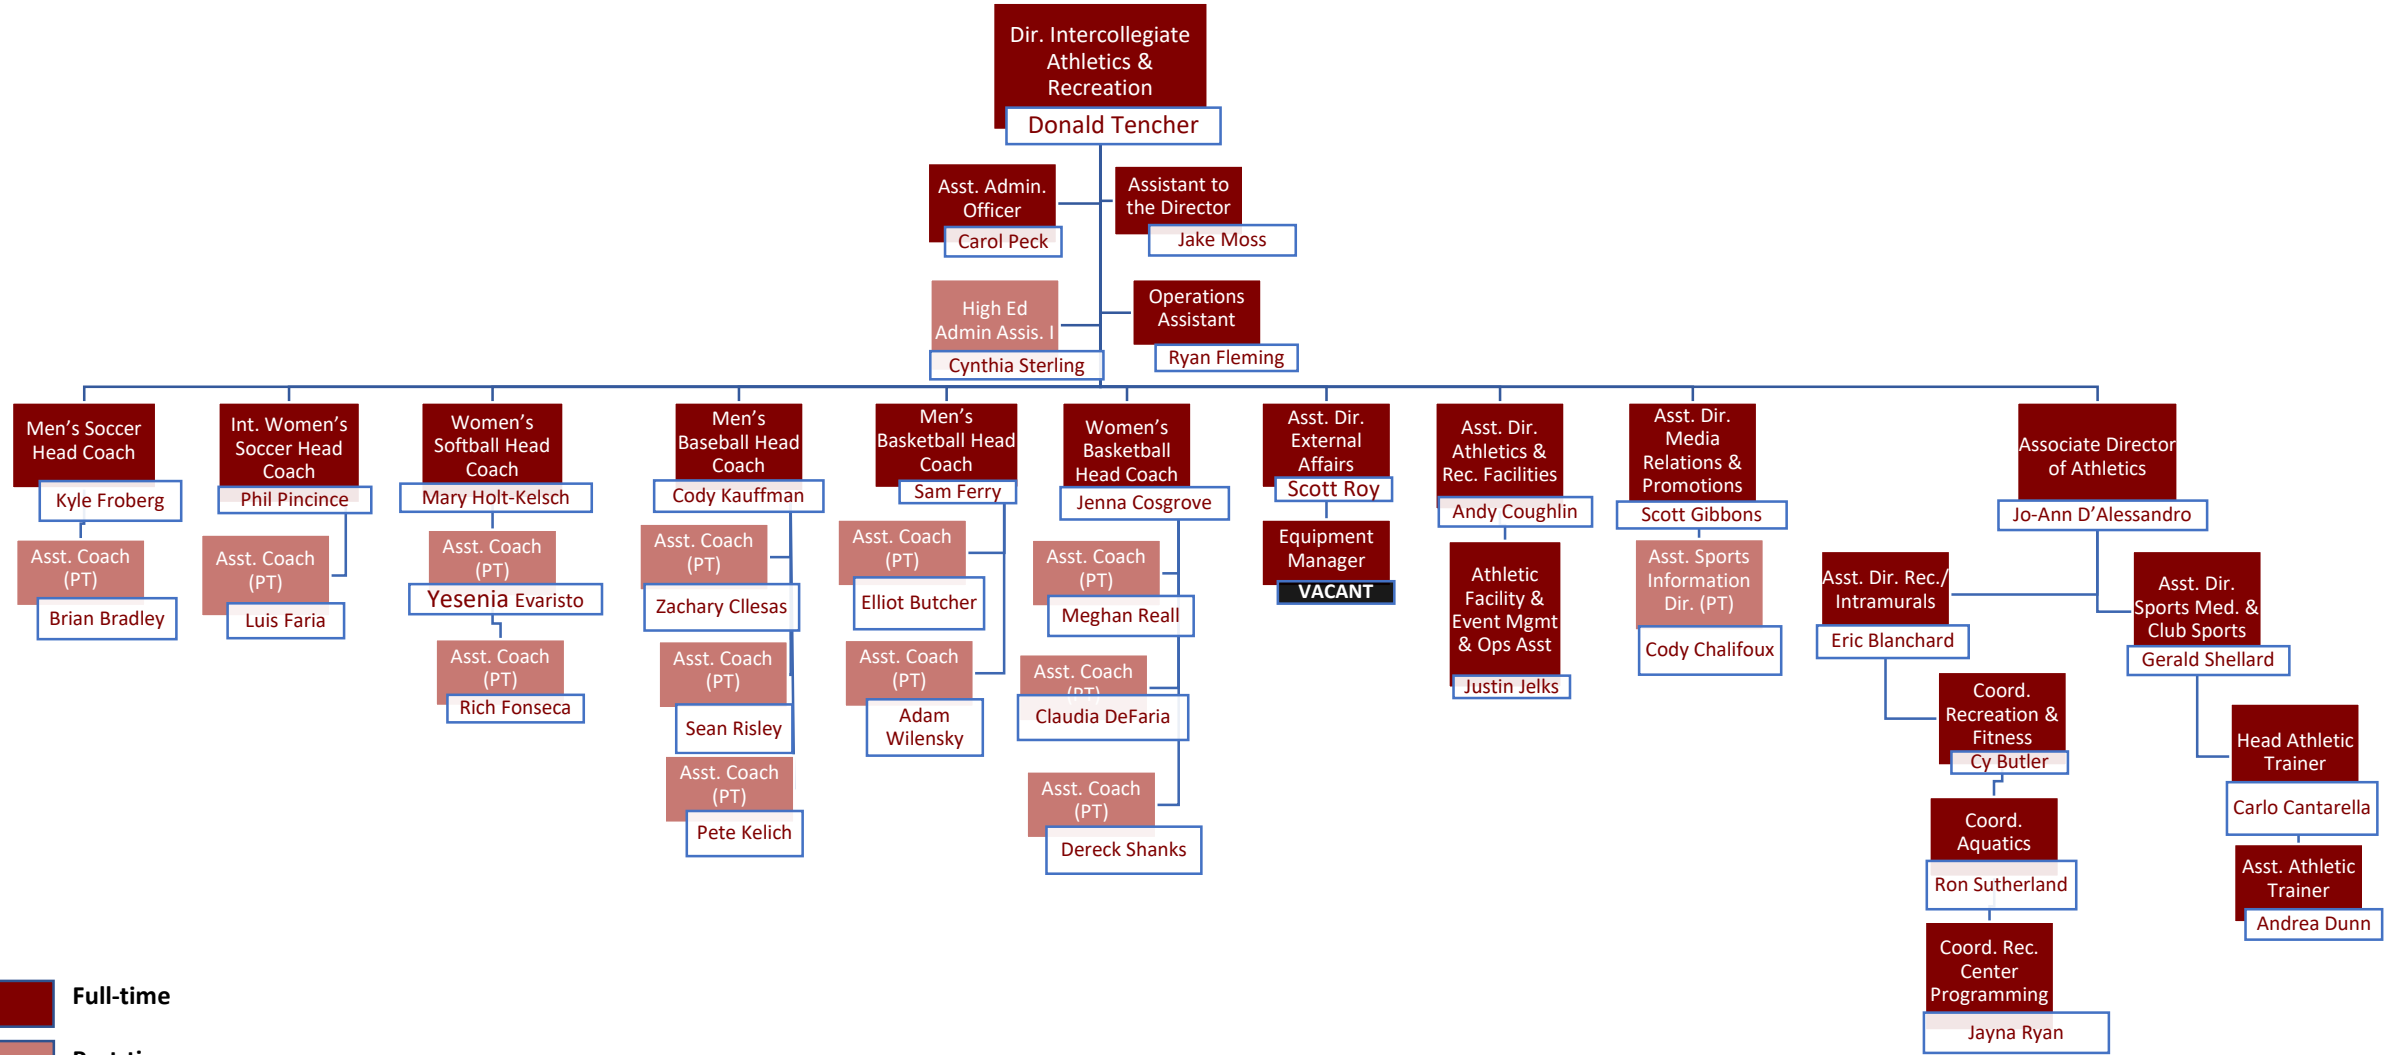 Dir. Intercollegiate
Athletics &
Recreation
Donald Tencher
Asst. Admin.
Officer
Carol Peck
Assistant to
the Director
Jake Moss
High Ed
Admin Assis. I
Cynthia Sterling
Operations
Assistant
Ryan Fleming
Men's Soccer
Head Coach
Kyle Froberg
Asst. Coach
(PT)
Brian Bradley
Int. Women's
Soccer Head
Coach
Phil Pincince
Asst. Coach
(PT)
Luis Faria
Women's
Softball Head
Coach
Mary Holt-Kelsch
Asst. Coach
(PT)
Yesenia Evaristo
Asst. Coach
(PT)
Rich Fonseca
Men's
Baseball Head
Coach
Cody Kauffman
Asst. Coach
(PT)
Zachary Cllesas
Asst. Coach
(PT)
Sean Risley
Asst. Coach
(PT)
Pete Kelich
Men's
Basketball Head
Coach
Sam Ferry
Asst. Coach
(PT)
Elliot Butcher
Asst. Coach
(PT)
Adam
Wilensky
Women's
Basketball
Head Coach
Jenna Cosgrove
Asst. Coach
(PT)
Meghan Reall
Asst. Coach
(PT)
Claudia DeFaria
Asst. Coach
(PT)
Dereck Shanks
Asst. Dir.
External
Affairs
Scott Roy
Equipment
Manager
VACANT
Asst. Dir.
Athletics &
Rec. Facilities
Andy Coughlin
Athletic
Facility &
Event Mgmt
& Ops Asst
Justin Jelks
Asst. Dir.
Media
Relations &
Promotions
Scott Gibbons
Asst. Sports
Information
Dir. (PT)
Cody Chalifoux
Associate Director
of Athletics
Jo-Ann D'Alessandro
Asst. Dir. Rec./
Intramurals
Eric Blanchard
Coord.
Recreation &
Fitness
Cy Butler
Coord.
Aquatics
Ron Sutherland
Coord. Rec.
Center
Programming
Jayna Ryan
Asst. Dir.
Sports Med. &
Club Sports
Gerald Shellard
Head Athletic
Trainer
Carlo Cantarella
Asst. Athletic
Trainer
Andrea Dunn
Full-time